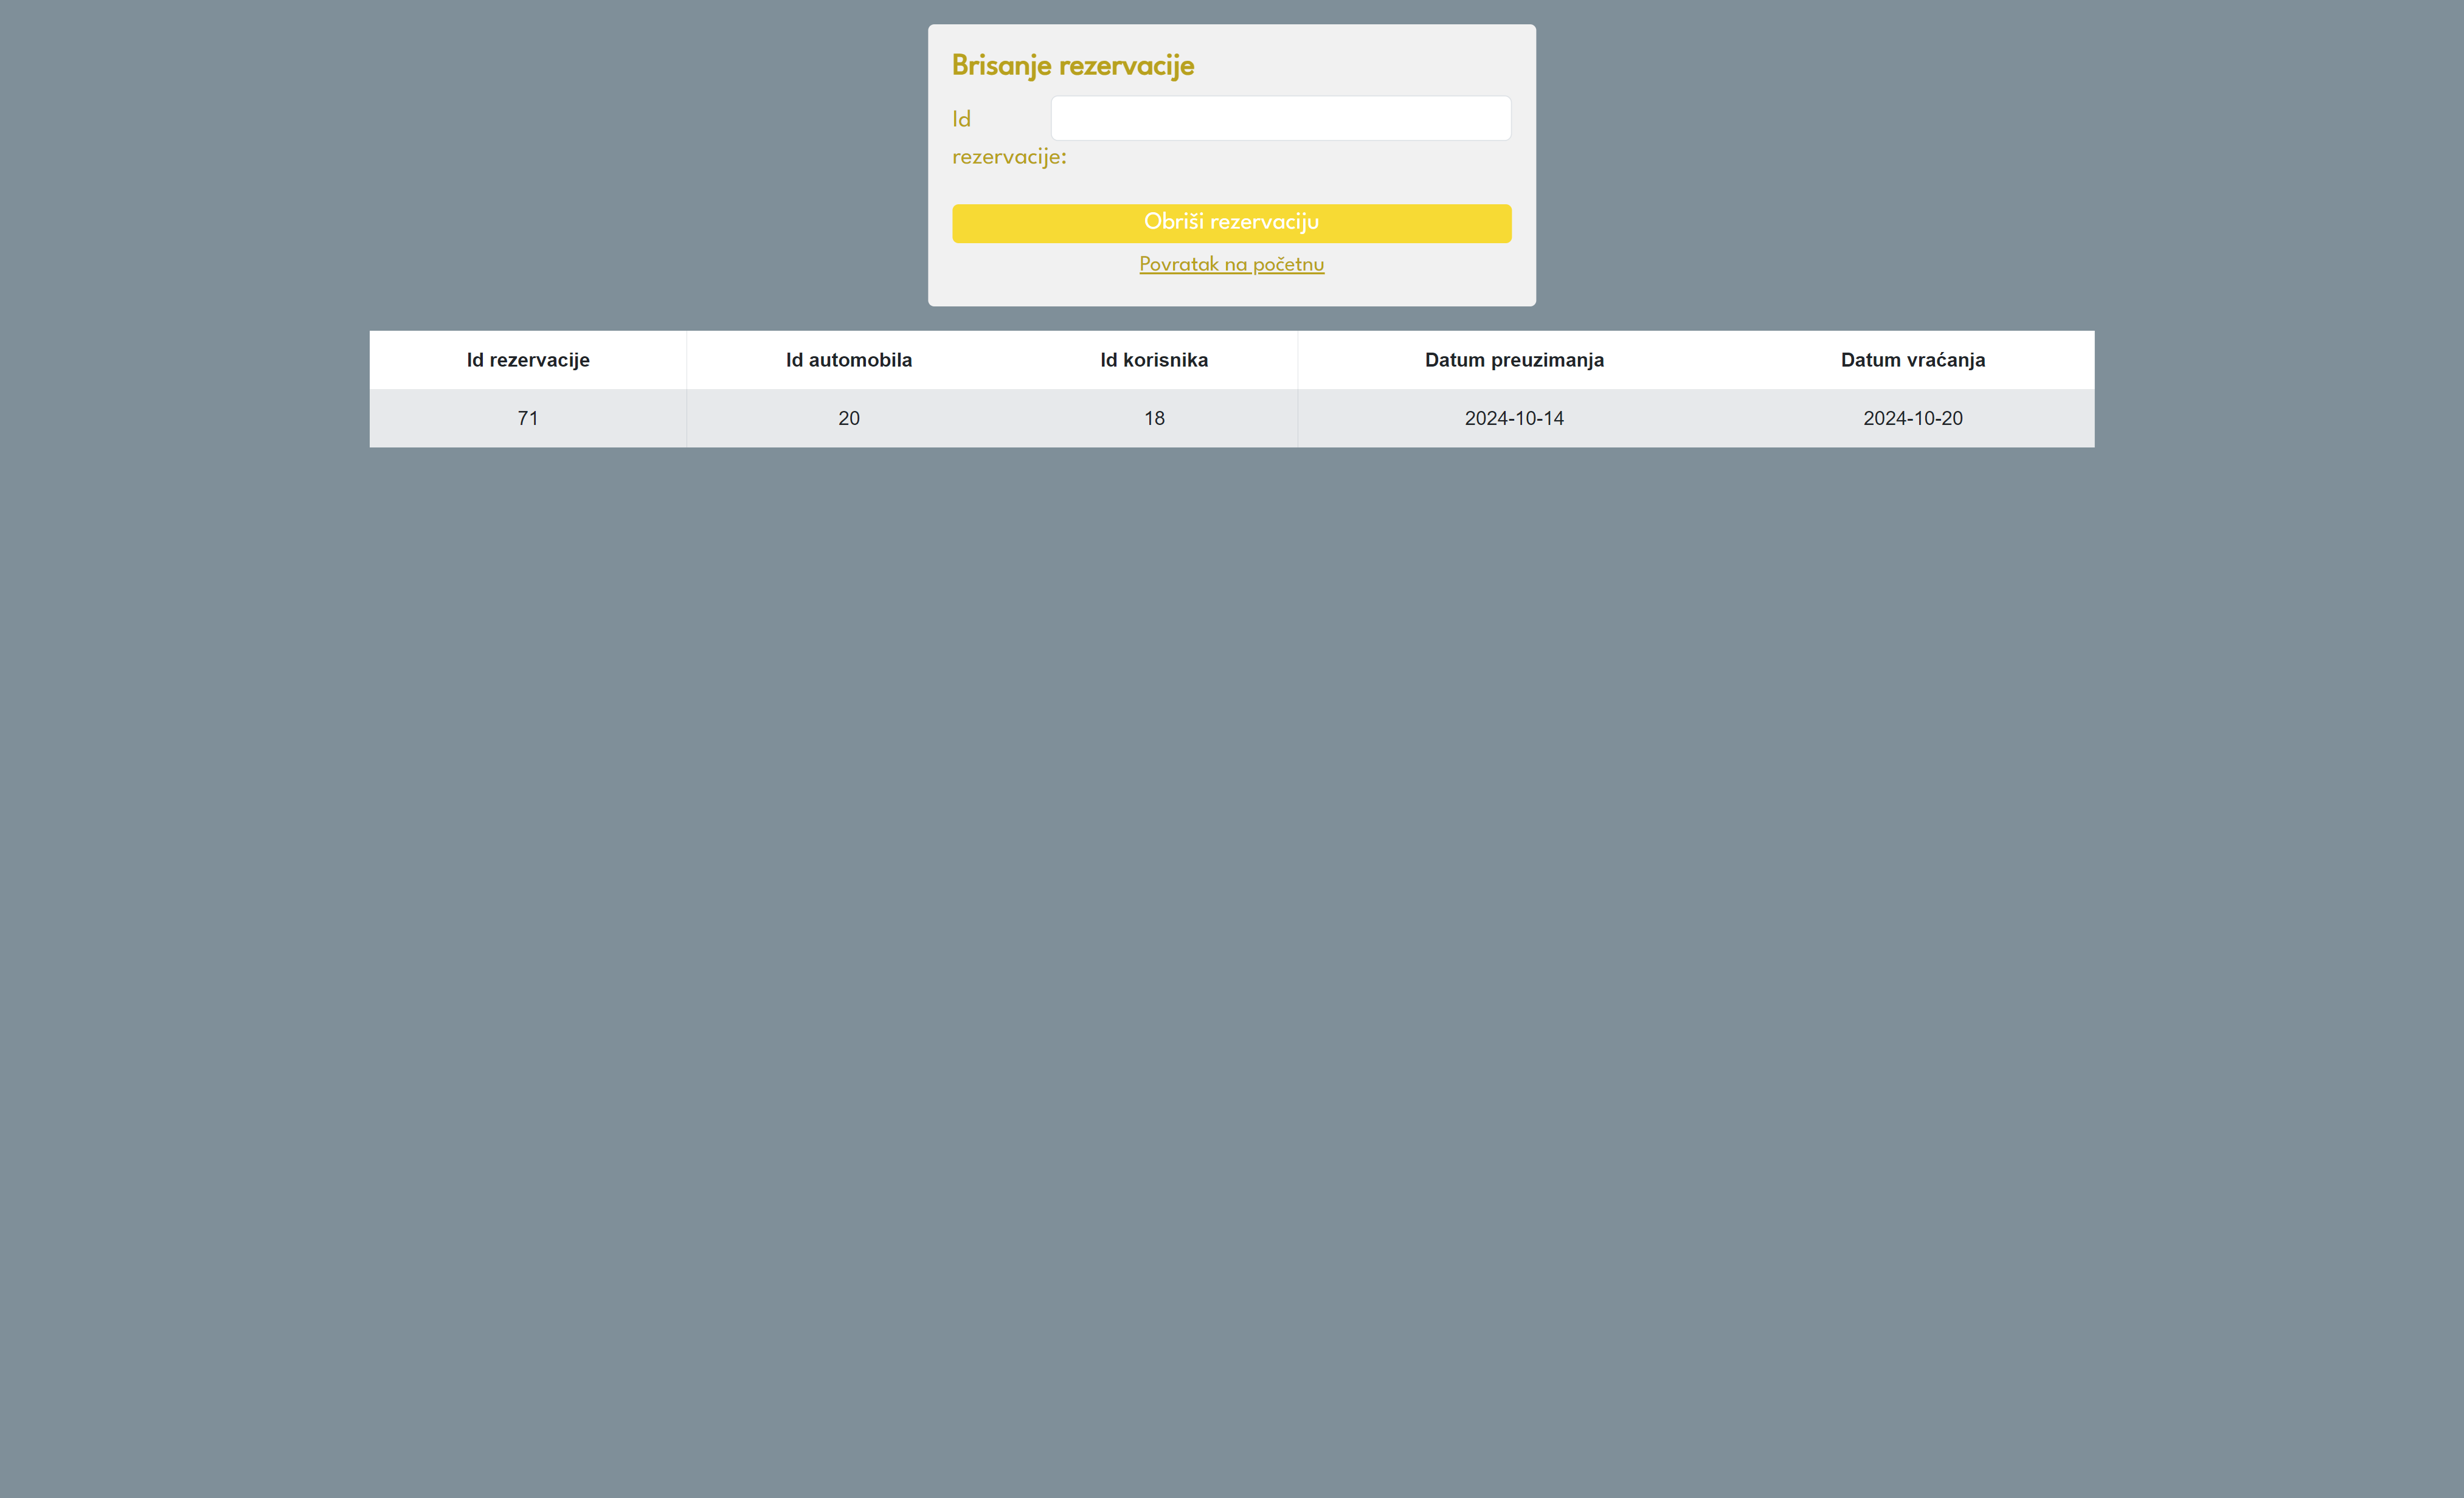 Brisanje rezervacije
Id
rezervacije:
Obriši rezervaciju
Povratak na početnu
Id rezervacije Id automobila Id korisnika Datum preuzimanja Datum vraćanja
71 20 18 2024-10-14 2024-10-20